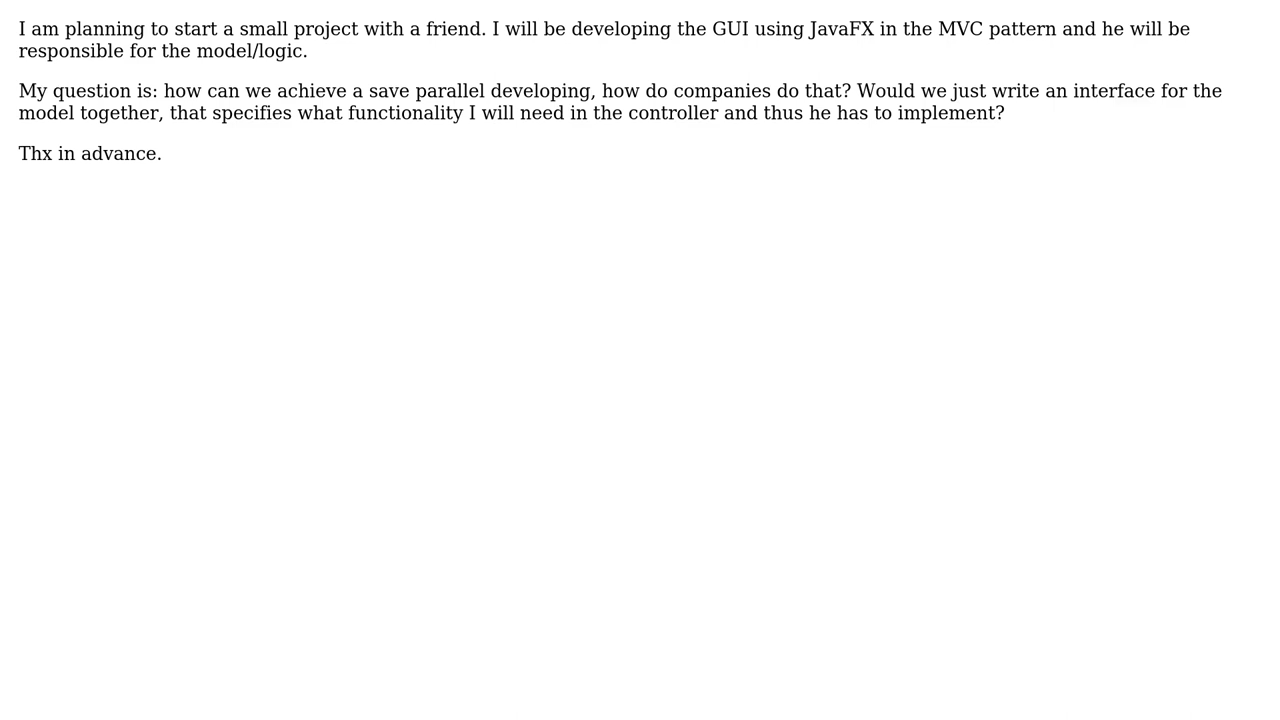 I am planning to start a small project with a friend. I will be developing the GUI using JavaFX in the MVC pattern and he will be
responsible for the model/logic.
My question is: how can we achieve a save parallel developing, how do companies do that? Would we just write an interface for the
model together, that specifies what functionality I will need in the controller and thus he has to implement?
Thx in advance.